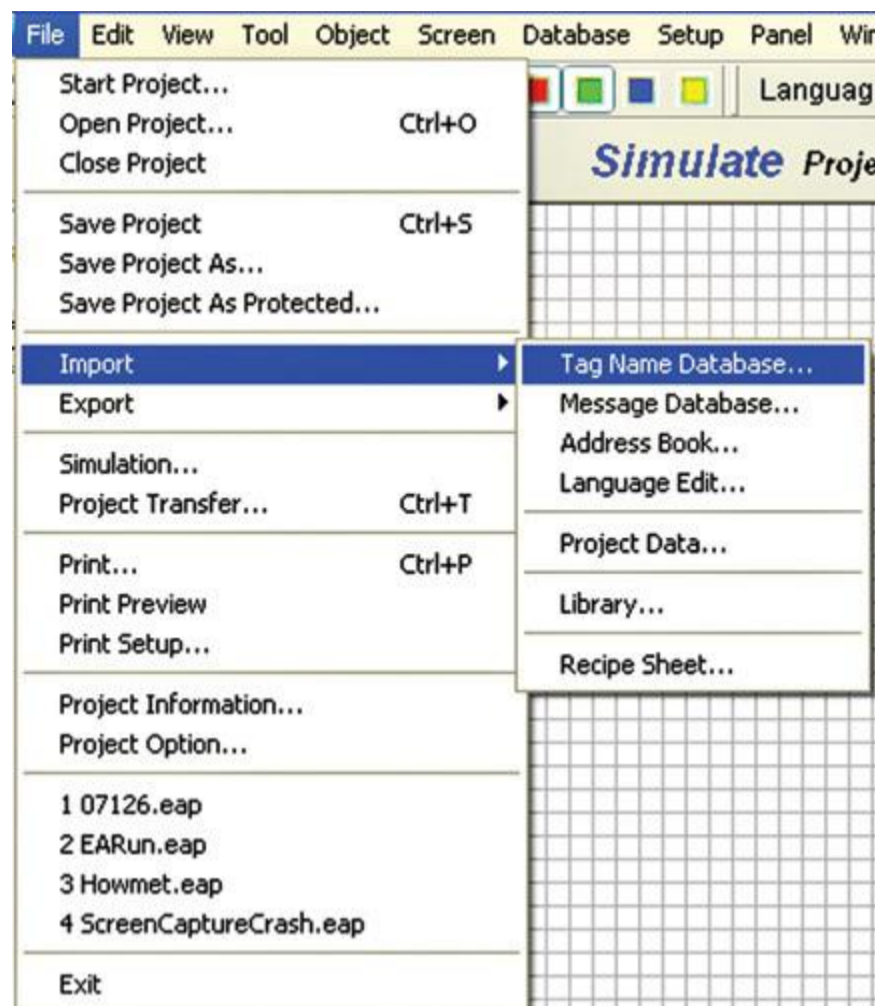 File Edit View Tool Object Screen Database Setup Panel
Start Project...
Open Project... Ctrl+O
Close Project
Save Project Ctrl+S
Save Project As...
Save Project As Protected...
Import
Export
Simulation...
Project Transfer... Ctrl+T
Print... Ctrl+P
Print Preview
Print Setup...
Project Information...
Project Option...
1 07126.eap
2 EARun.eap
3 Howmet.eap
4 ScreenCaptureCrash.eap
Exit
Languag
Simulate Proje
Tag Name Database...
Message Database...
Address Book...
Language Edit...
Project Data...
Library...
Recipe Sheet...